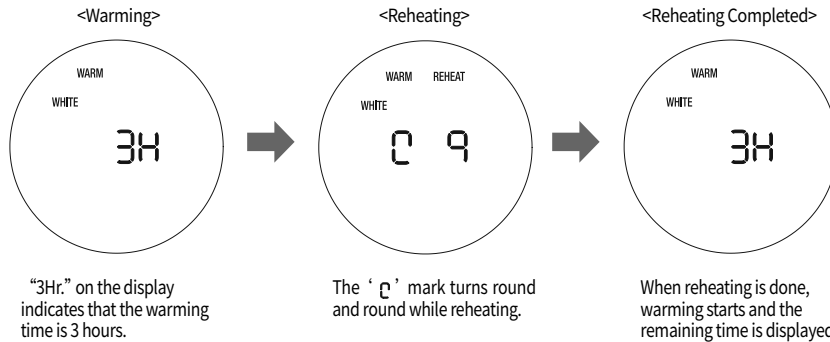 <Warming>
WARM
WHITE
3H
“3Hr.” on the display
indicates that the warming
time is 3 hours.
<Reheating>
WARM REHEAT
WHITE
9
The ‘ ’ mark turns round
and round while reheating.
<Reheating Completed>
WARM
WHITE
3H
When reheating is done,
warming starts and the
remaining time is displayed